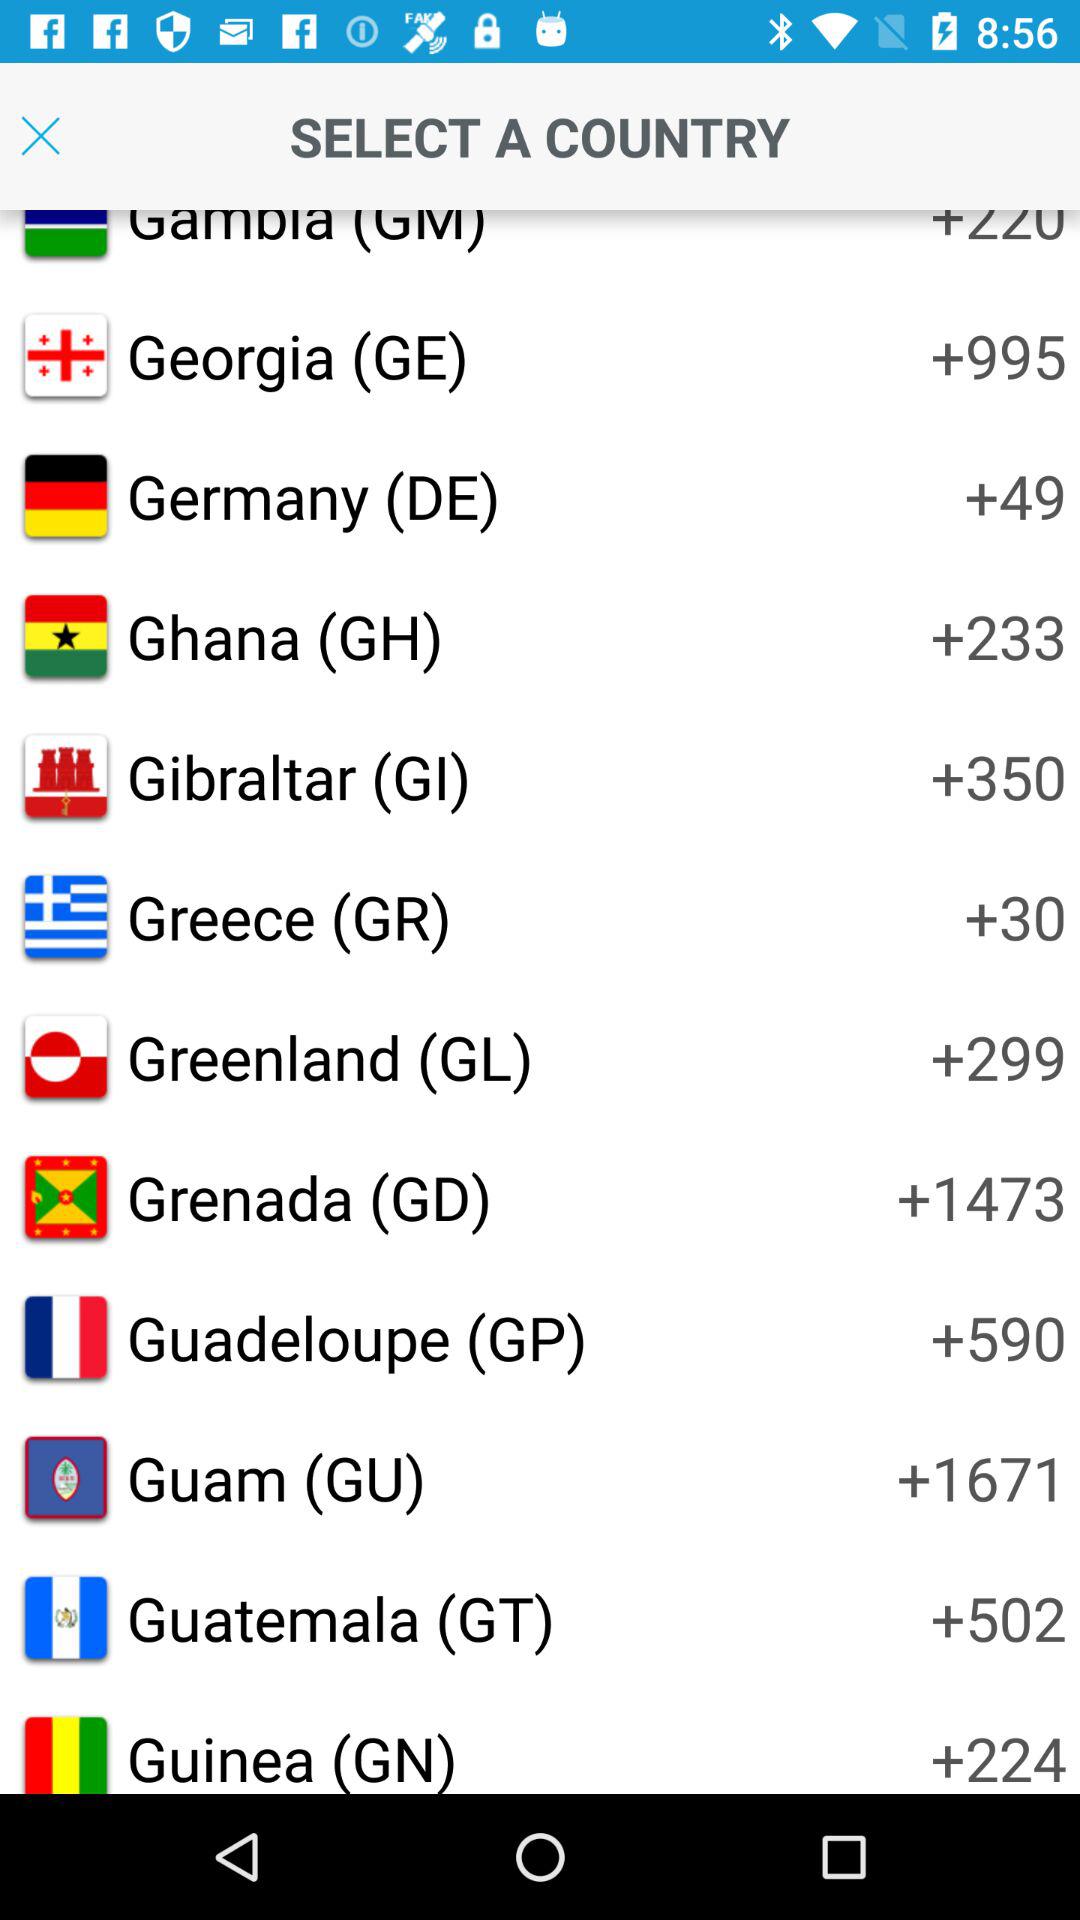 FAKE
8:56
SELECT A COUNTRY
Gambia (GM) +220
Georgia (GE) +995
Germany (DE) +49
Ghana (GH) +233
Gibraltar (GI) +350
Greece (GR) +30
Greenland (GL) +299
Grenada (GD) +1473
Guadeloupe (GP) +590
Guam (GU) +1671
Guatemala (GT) +502
Guinea (GN) +224